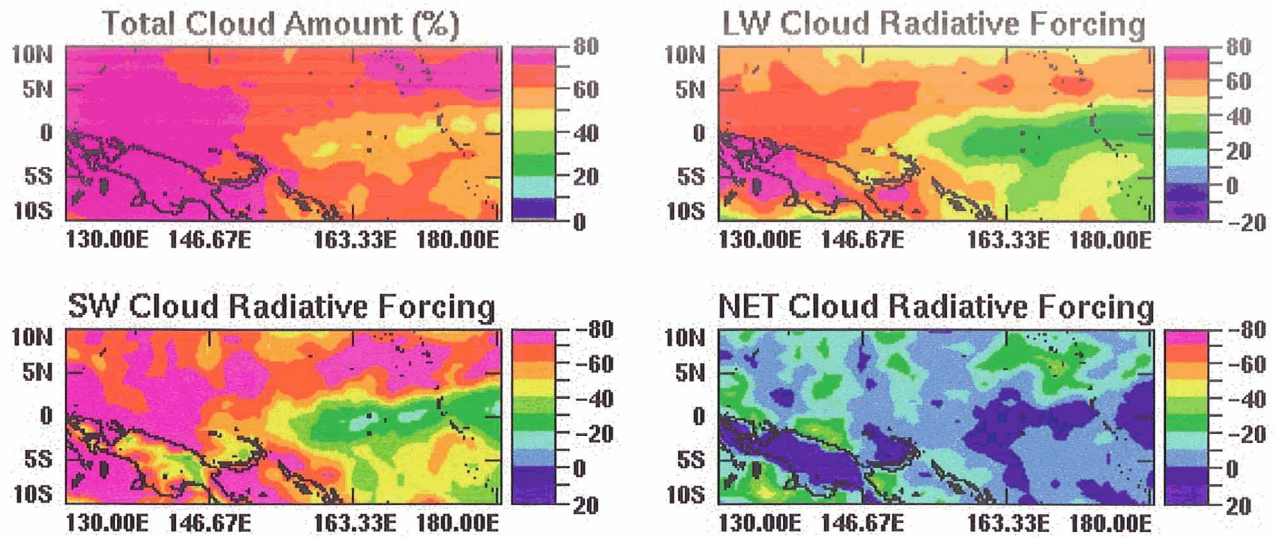 Total Cloud Amount (%)
10N
5N
0
5S
10S
130.00E 146.67E 163.33E 180.00E
80
60
40
20
0
LW Cloud Radiative Forcing
10N
5N
0
5S
10S
130.00E 146.67E 163.33E 180.00E
80
60
40
20
0
-20
SW Cloud Radiative Forcing
10N
5N
0
5S
10S
130.00E 146.67E 163.33E 180.00E
-80
-60
-40
-20
0
20
NET Cloud Radiative Forcing
10N
5N
0
5S
10S
130.00E 146.67E 163.33E 180.00E
-80
-60
-40
-20
0
20